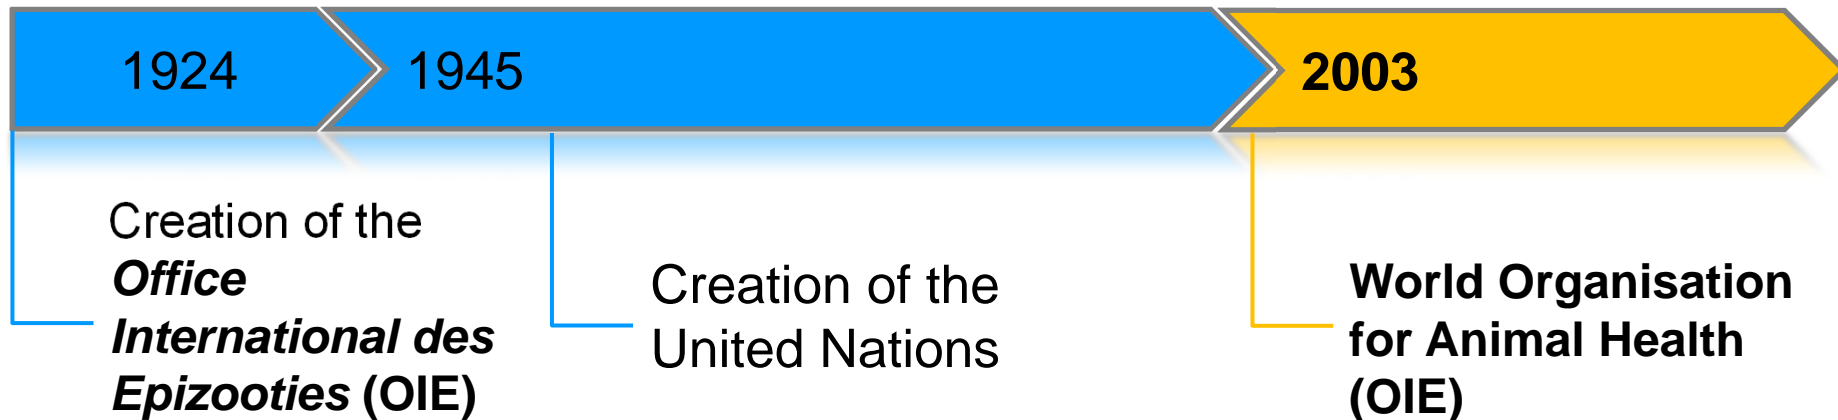 1924
1945
2003
Creation of the
Office
International des
Epizooties (OIE)
Creation of the
United Nations
World Organisation
for Animal Health
(OIE)